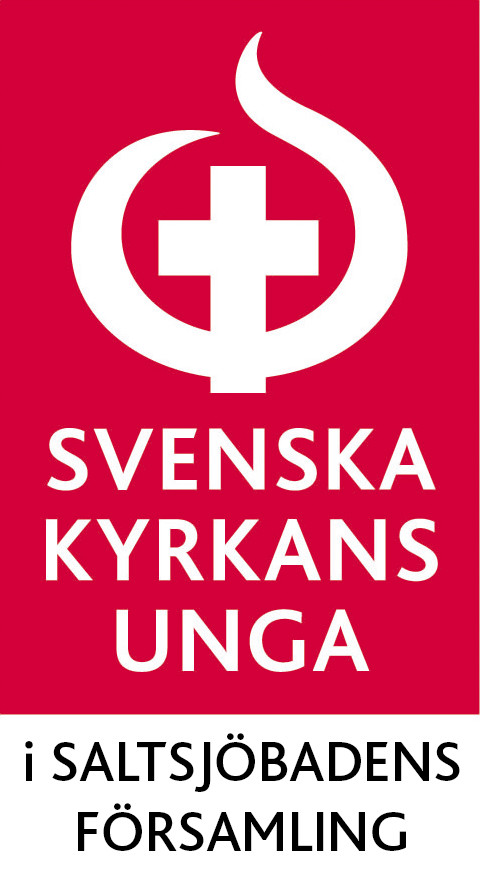 SVENSKA
KYRKANS
UNGA
i SALTSJÖBADENS
FÖRSAMLING